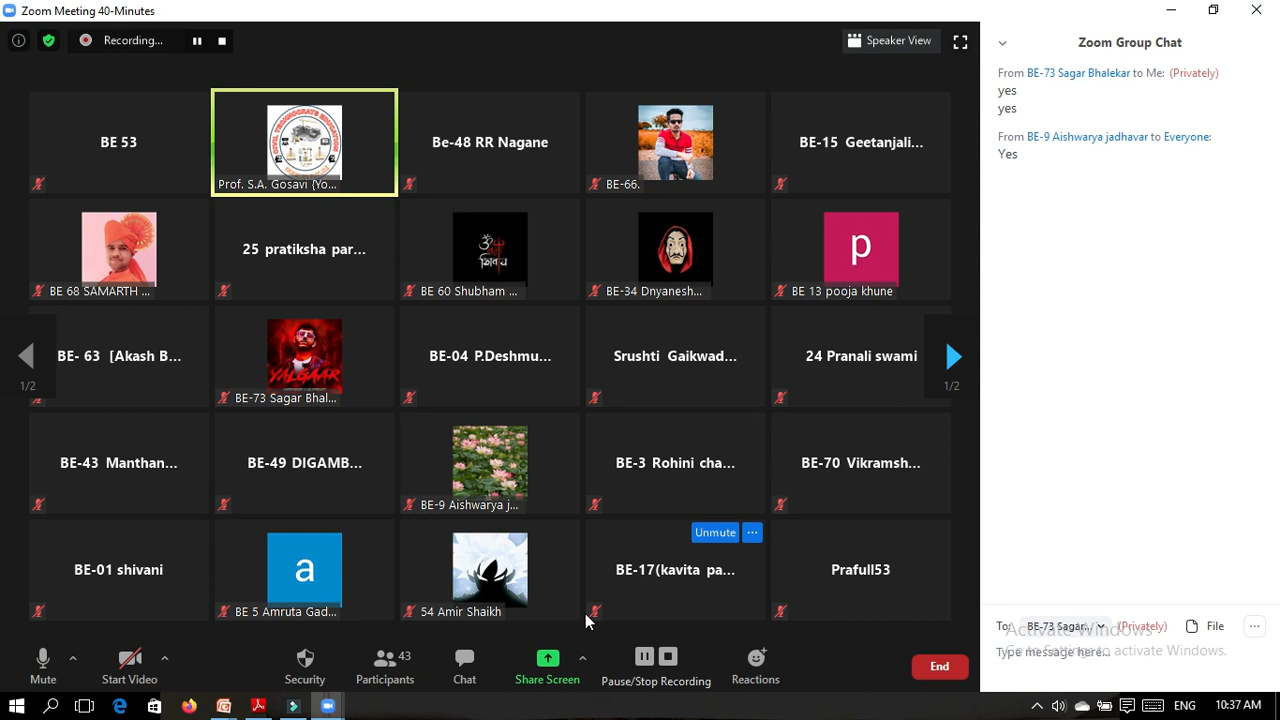 Zoom Meeting 40-Minutes
Recording...
Speaker View
Zoom Group Chat
From BE-73 Sagar Bhalekar to Me: (Privately)
yes
yes
From BE-9 Aishwarya jadhavar to Everyone:
Yes
BE 53
Prof. S.A. Gosavi {Yo...
Be-48 RR Nagane
BE-66.
BE-15 Geetanjali...
BE 68 SAMARTH ...
25 pratiksha par...
ॐ
शिवाय
BE 60 Shubham ...
BE-34 Dnyanesh...
p
BE 13 pooja khune
BE- 63 [Akash B...
YALGAAR
BE-73 Sagar Bhal...
BE-04 P.Deshmu...
Srushti Gaikwad...
24 Pranali swami
1/2
1/2
BE-43 Manthan...
BE-49 DIGAMB...
BE-9 Aishwarya j...
BE-3 Rohini cha...
BE-70 Vikramsh...
BE-01 shivani
a
BE 5 Amruta Gad...
54 Amir Shaikh
Unmute ...
BE-17(kavita pa...
Prafull53
To: BE-73 Sagar... (Privately) File ...
Type message here...
Activate Windows
Go to Settings to activate Windows.
Mute
Start Video
Security
Participants 43
Chat
Share Screen
Pause/Stop Recording
Reactions
End
ENG
10:37 AM